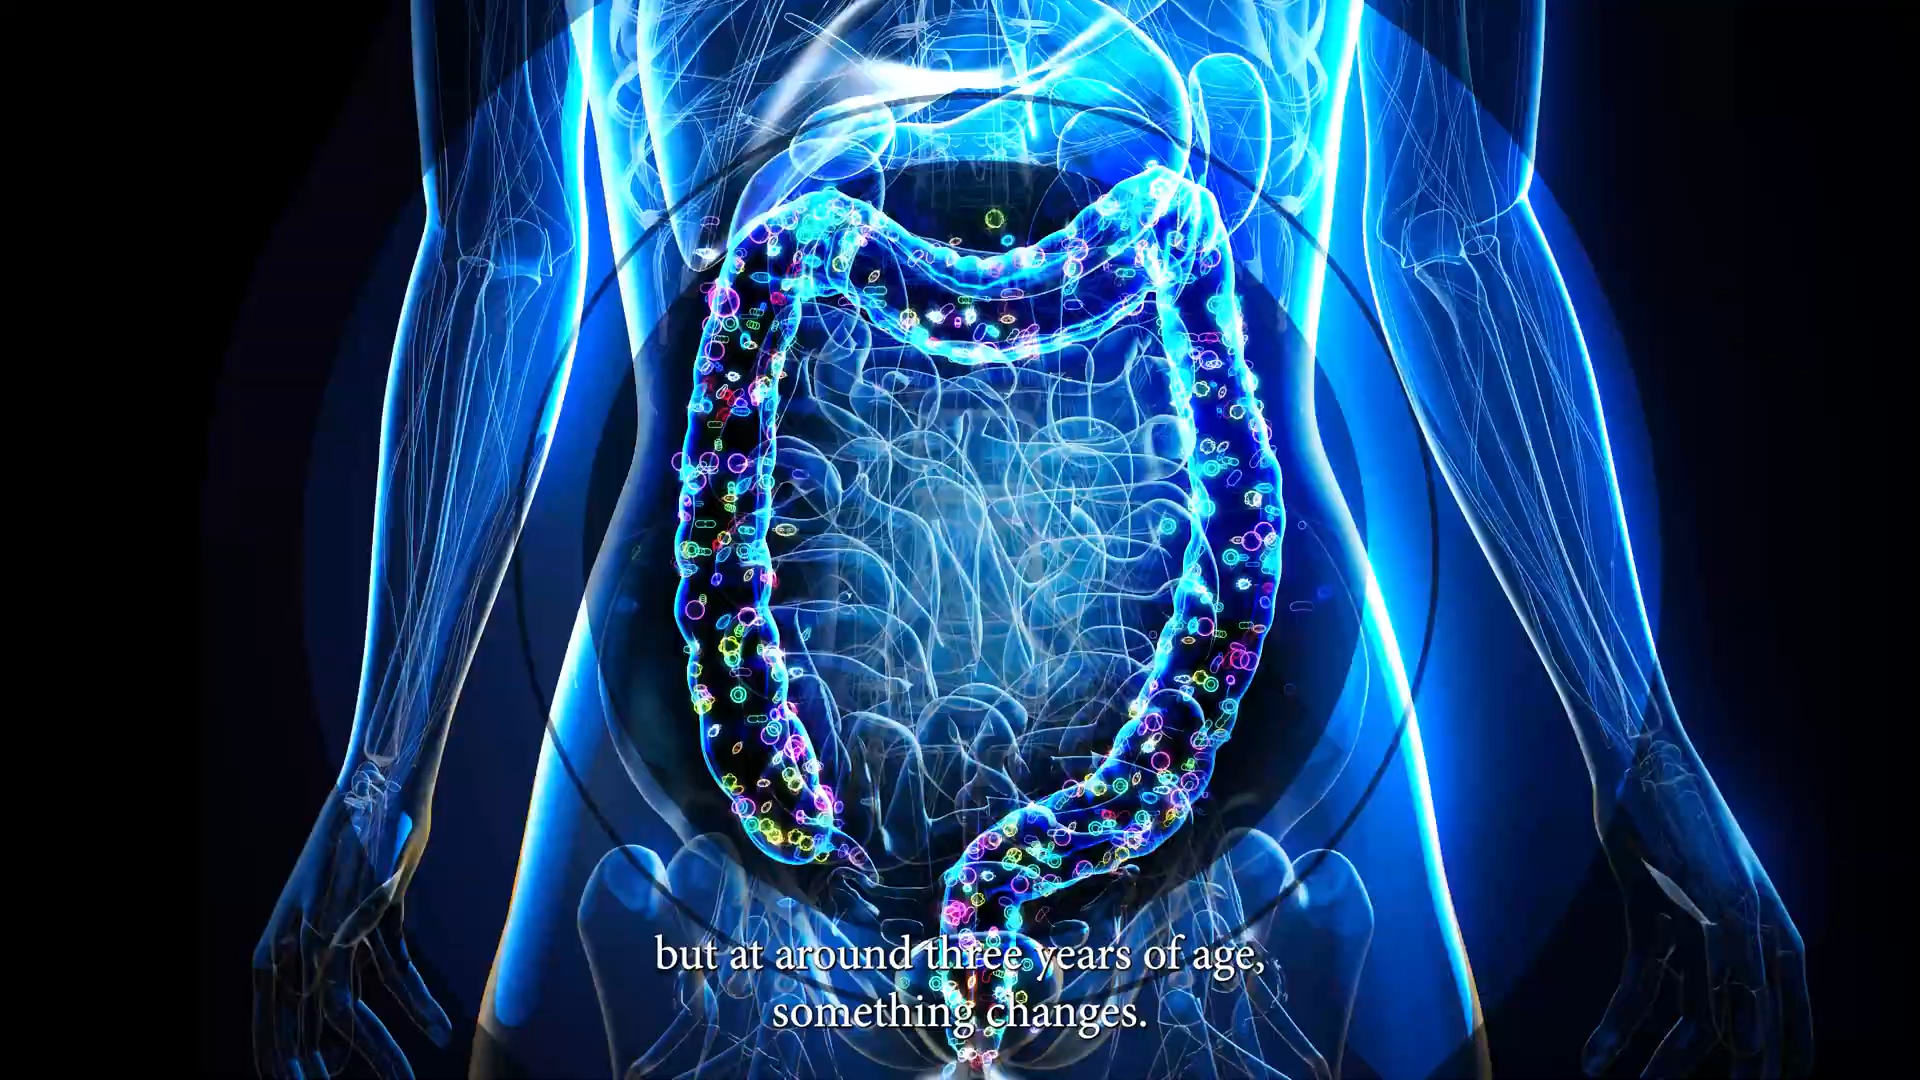 but at around three years of age,
something changes.